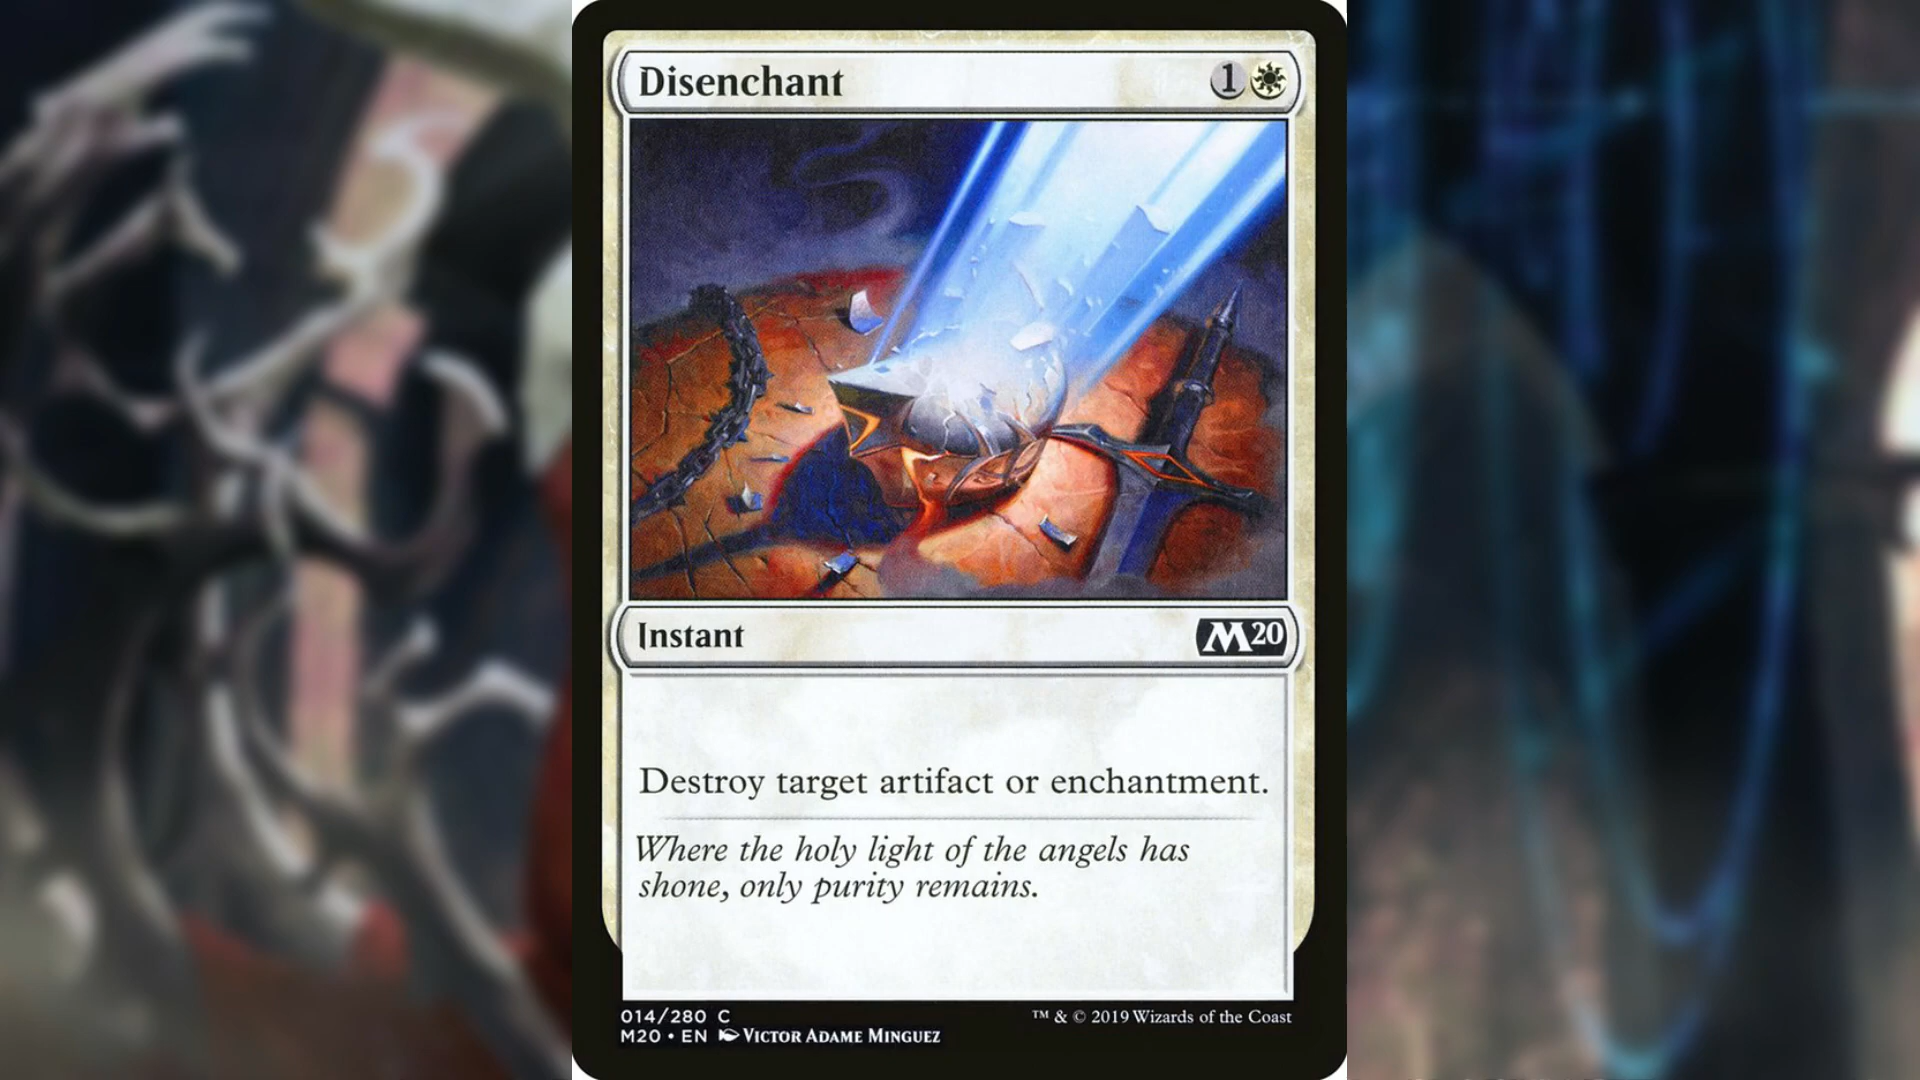 Disenchant 1
Instant M20
Destroy target artifact or enchantment.
Where the holy light of the angels has
shone, only purity remains.
014/280 C ™ & © 2019 Wizards of the Coast
M20 • EN VICTOR ADAME MINGUEZ